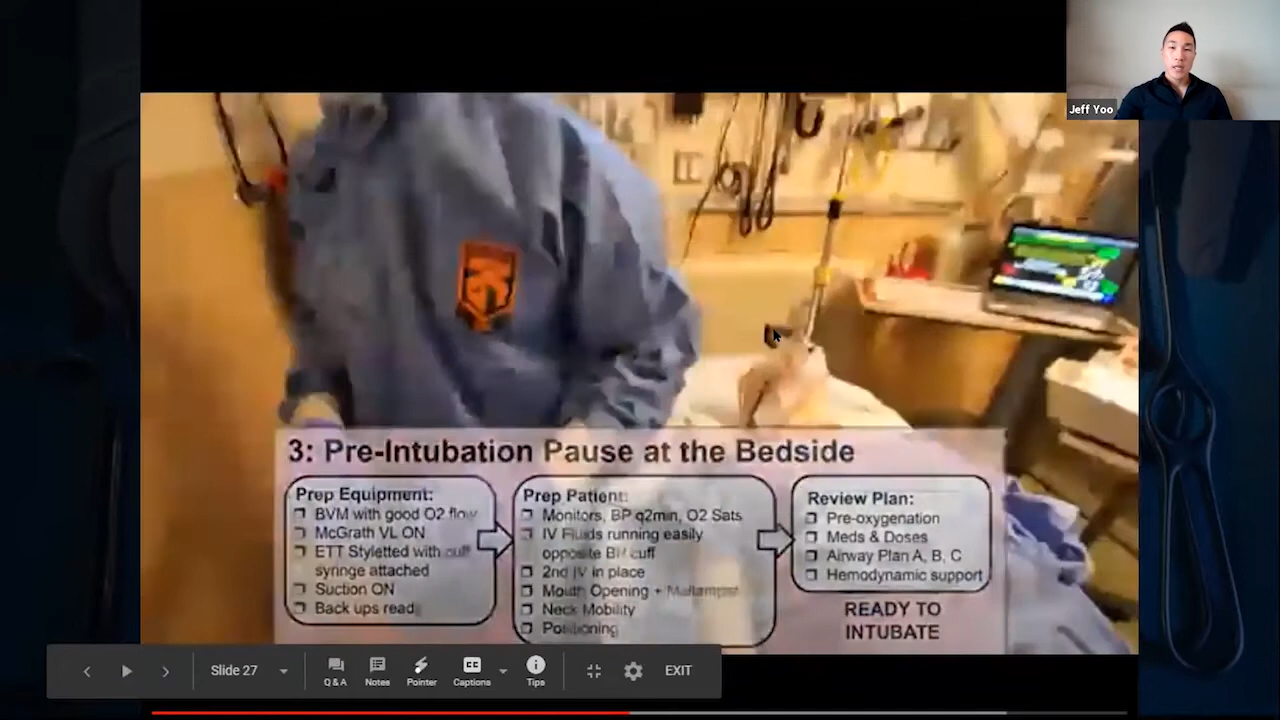 Jeff Yoo
3: Pre-Intubation Pause at the Bedside
Prep Equipment:
BVM with good O2 flow
McGrath VL ON
ETT Styletted with cuff
syringe attached
Suction ON
Back ups ready
Prep Patient:
Monitors, BP q2min, O2 Sats
IV Fluids running easily
opposite BP cuff
2nd IV in place
Mouth Opening + Mallampati
Neck Mobility
Positioning
Review Plan:
Pre-oxygenation
Meds & Doses
Airway Plan A, B, C
Hemodynamic support
READY TO
INTUBATE
Slide 27
Q & A
Notes
Pointer
CC
Captions
Tips
EXIT